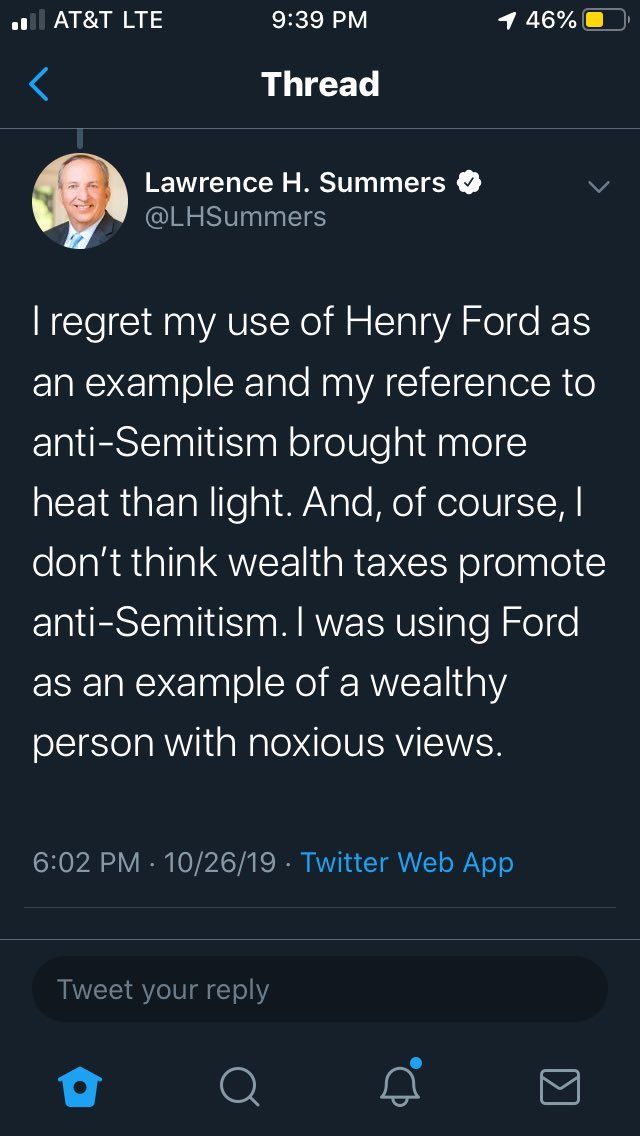 AT&T LTE 9:39 PM 46%
Thread
Lawrence H. Summers
@LHSummers
I regret my use of Henry Ford as
an example and my reference to
anti-Semitism brought more
heat than light. And, of course, I
don’t think wealth taxes promote
anti-Semitism. I was using Ford
as an example of a wealthy
person with noxious views.
6:02 PM · 10/26/19 · Twitter Web App
Tweet your reply